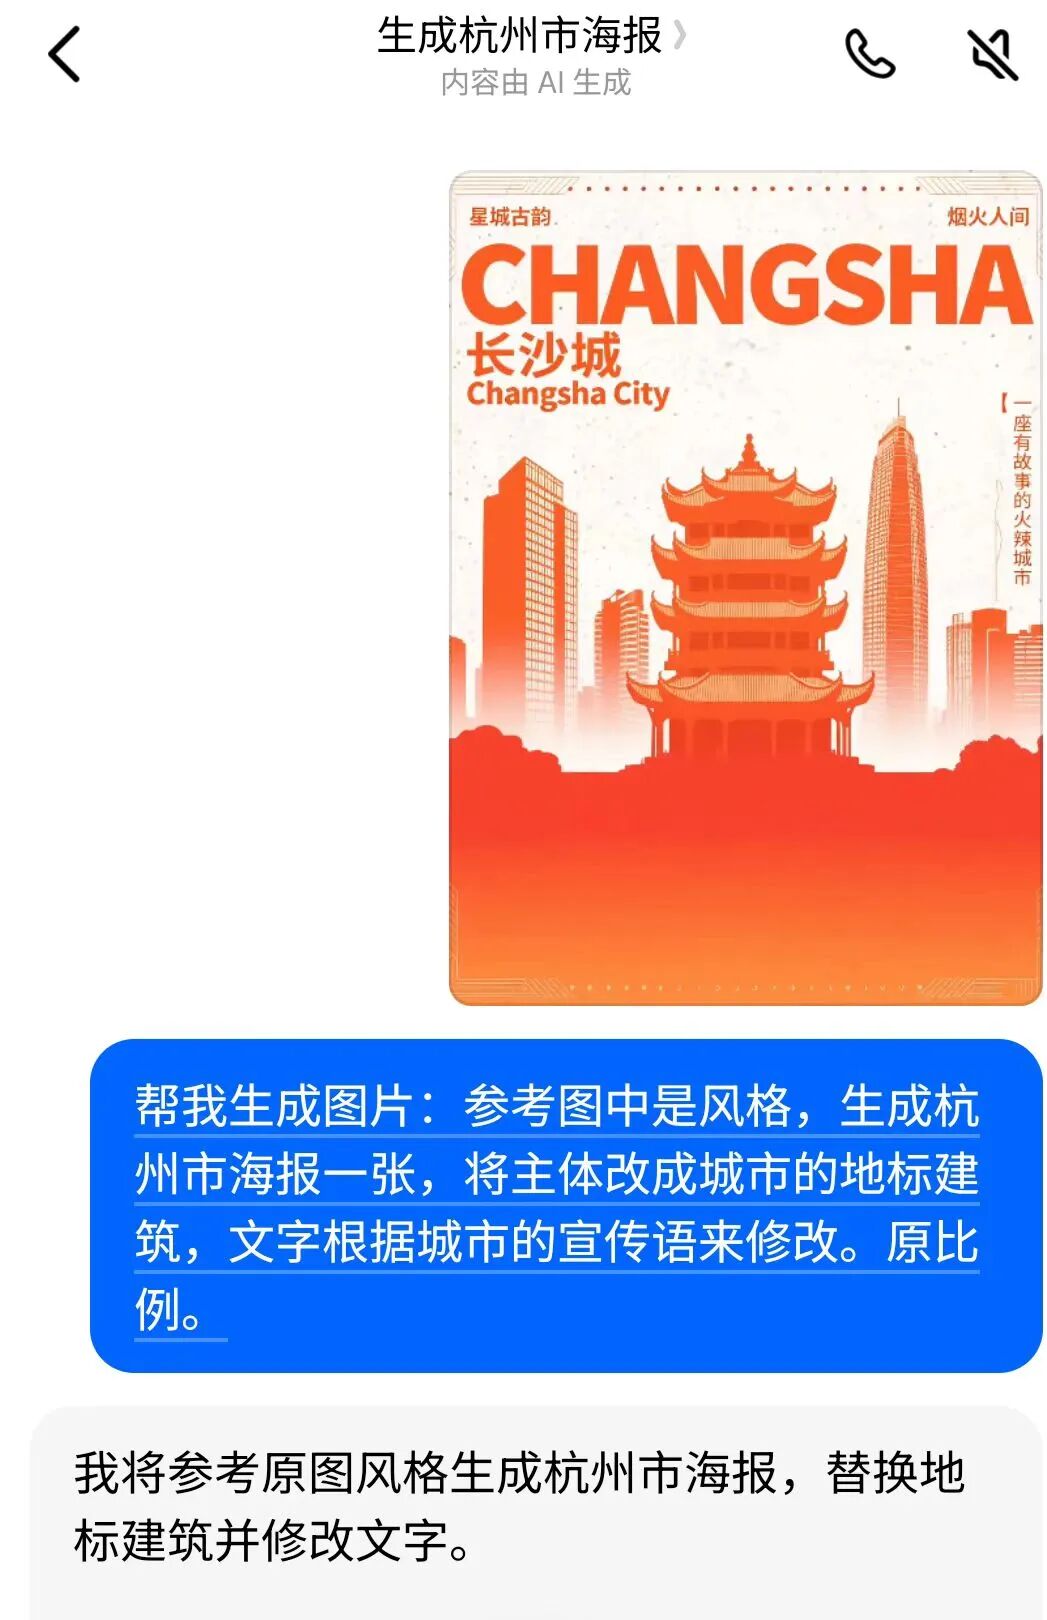 生成杭州市海报
内容由 AI 生成
星城古韵
烟火人间
CHANGSHA
长沙城
Changsha City
【一座有故事的火辣城市
帮我生成图片：参考图中是风格，生成杭
州市海报一张，将主体改成城市的地标建
筑，文字根据城市的宣传语来修改。原比
例。
我将参考原图风格生成杭州市海报，替换地
标建筑并修改文字。